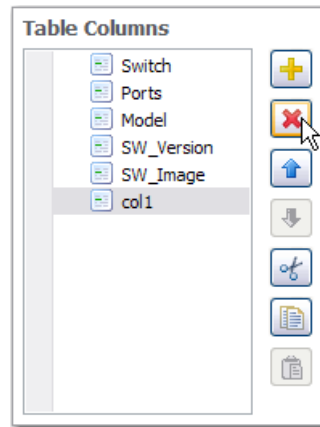 Table Columns
Switch
Ports
Model
SW_Version
SW_Image
col1